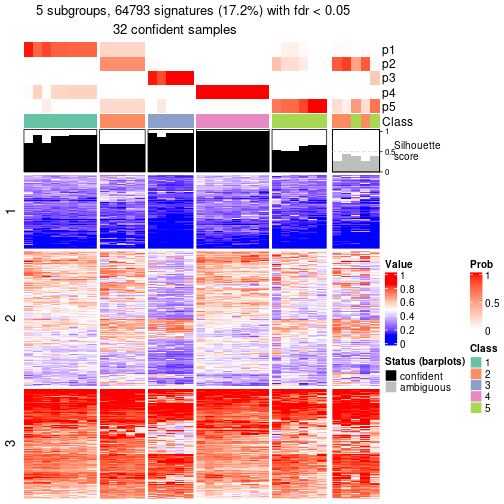 5 subgroups, 64793 signatures (17.2%) with fdr < 0.05
32 confident samples
p1
p2
p3
p4
p5
Class
1
0.5
0
Silhouette
score
1
2
3
Value
1
0.8
0.6
0.4
0.2
0
Status (barplots)
confident
ambiguous
Prob
1
0.5
0
Class
1
2
3
4
5